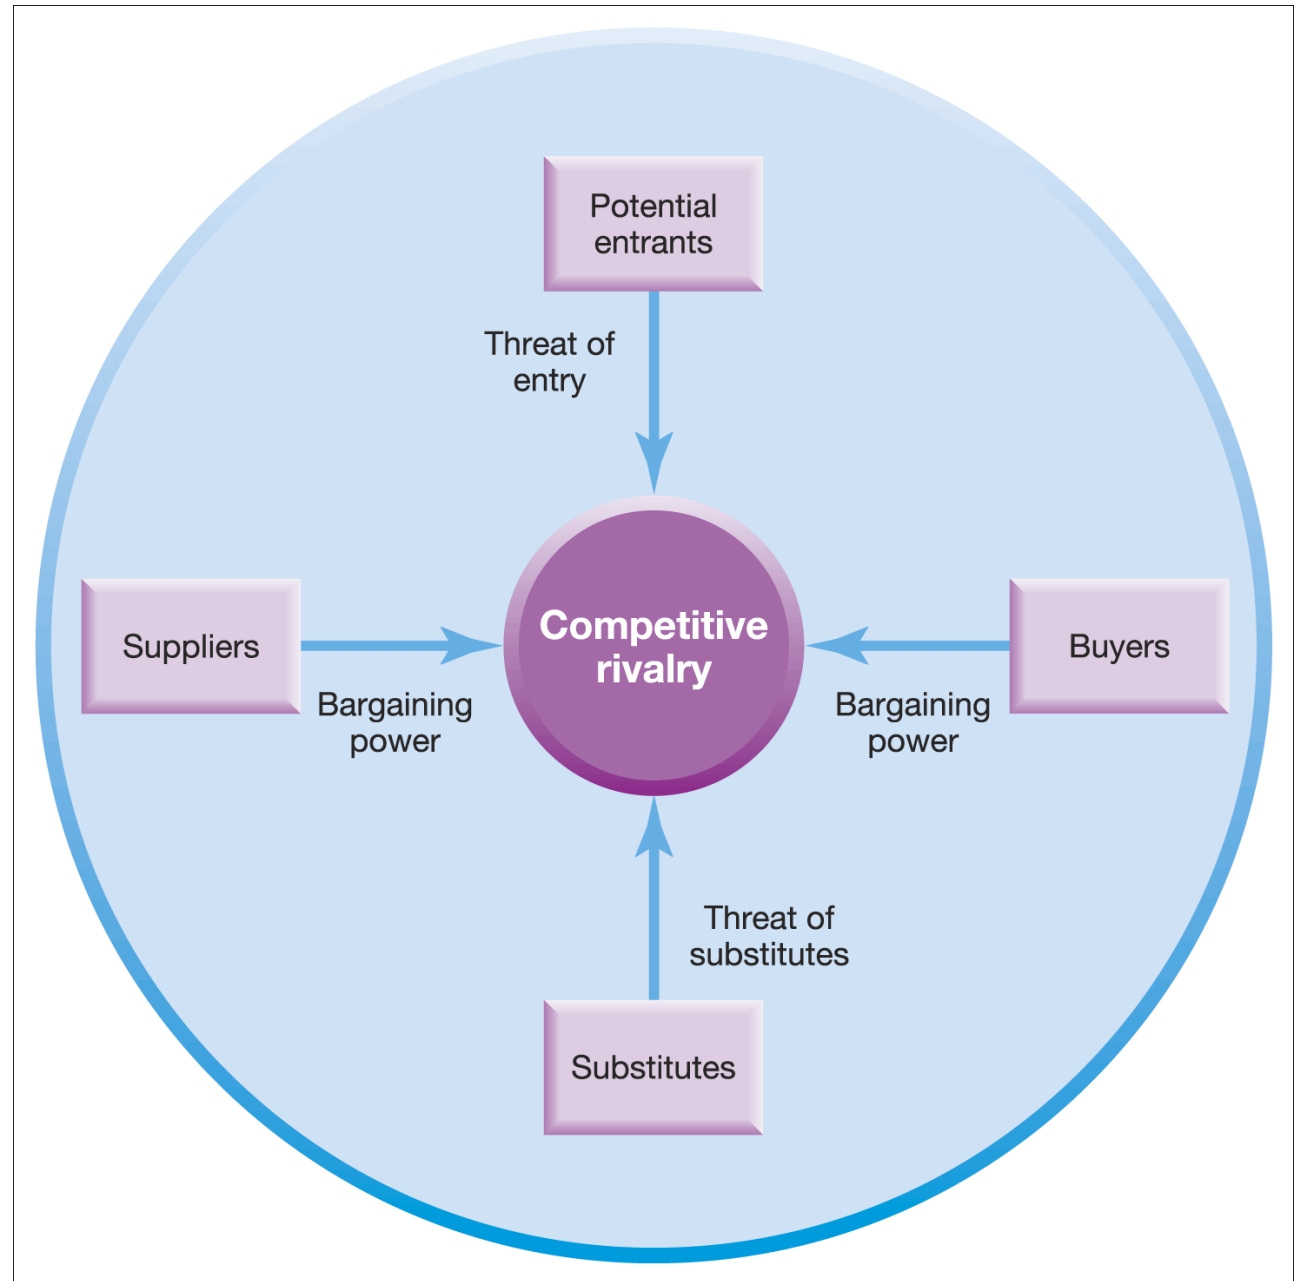 Potential
entrants
Threat of
entry
Suppliers
Bargaining
power
Competitive
rivalry
Bargaining
power
Buyers
Threat of
substitutes
Substitutes